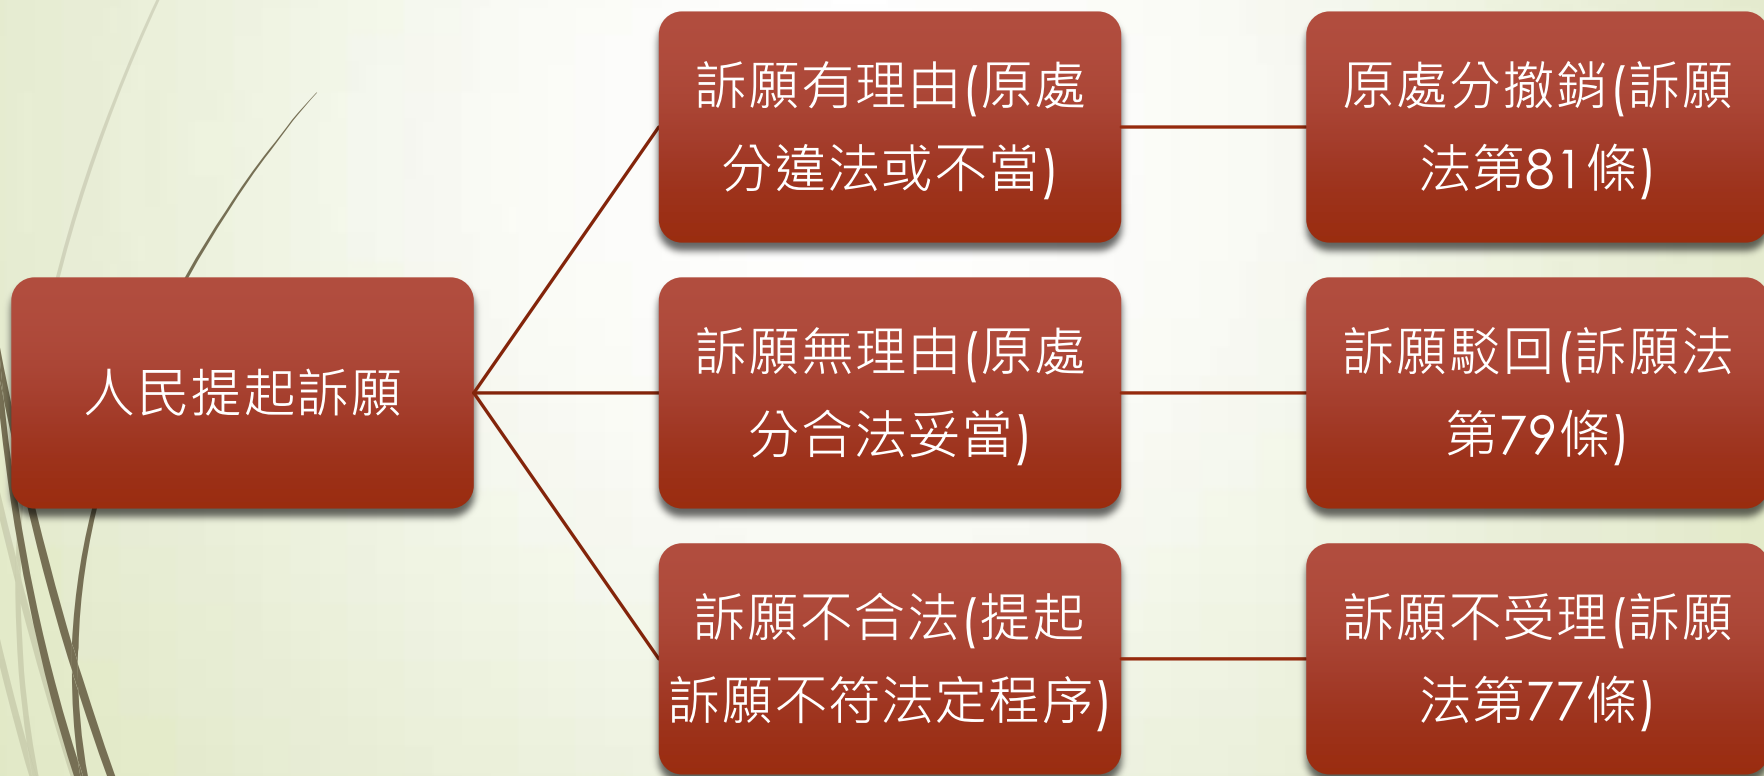 人民提起訴願
訴願有理由(原處
分違法或不當)
原處分撤銷(訴願
法第81條)
訴願無理由(原處
分合法妥當)
訴願駁回(訴願法
第79條)
訴願不合法(提起
訴願不符法定程序)
訴願不受理(訴願
法第77條)